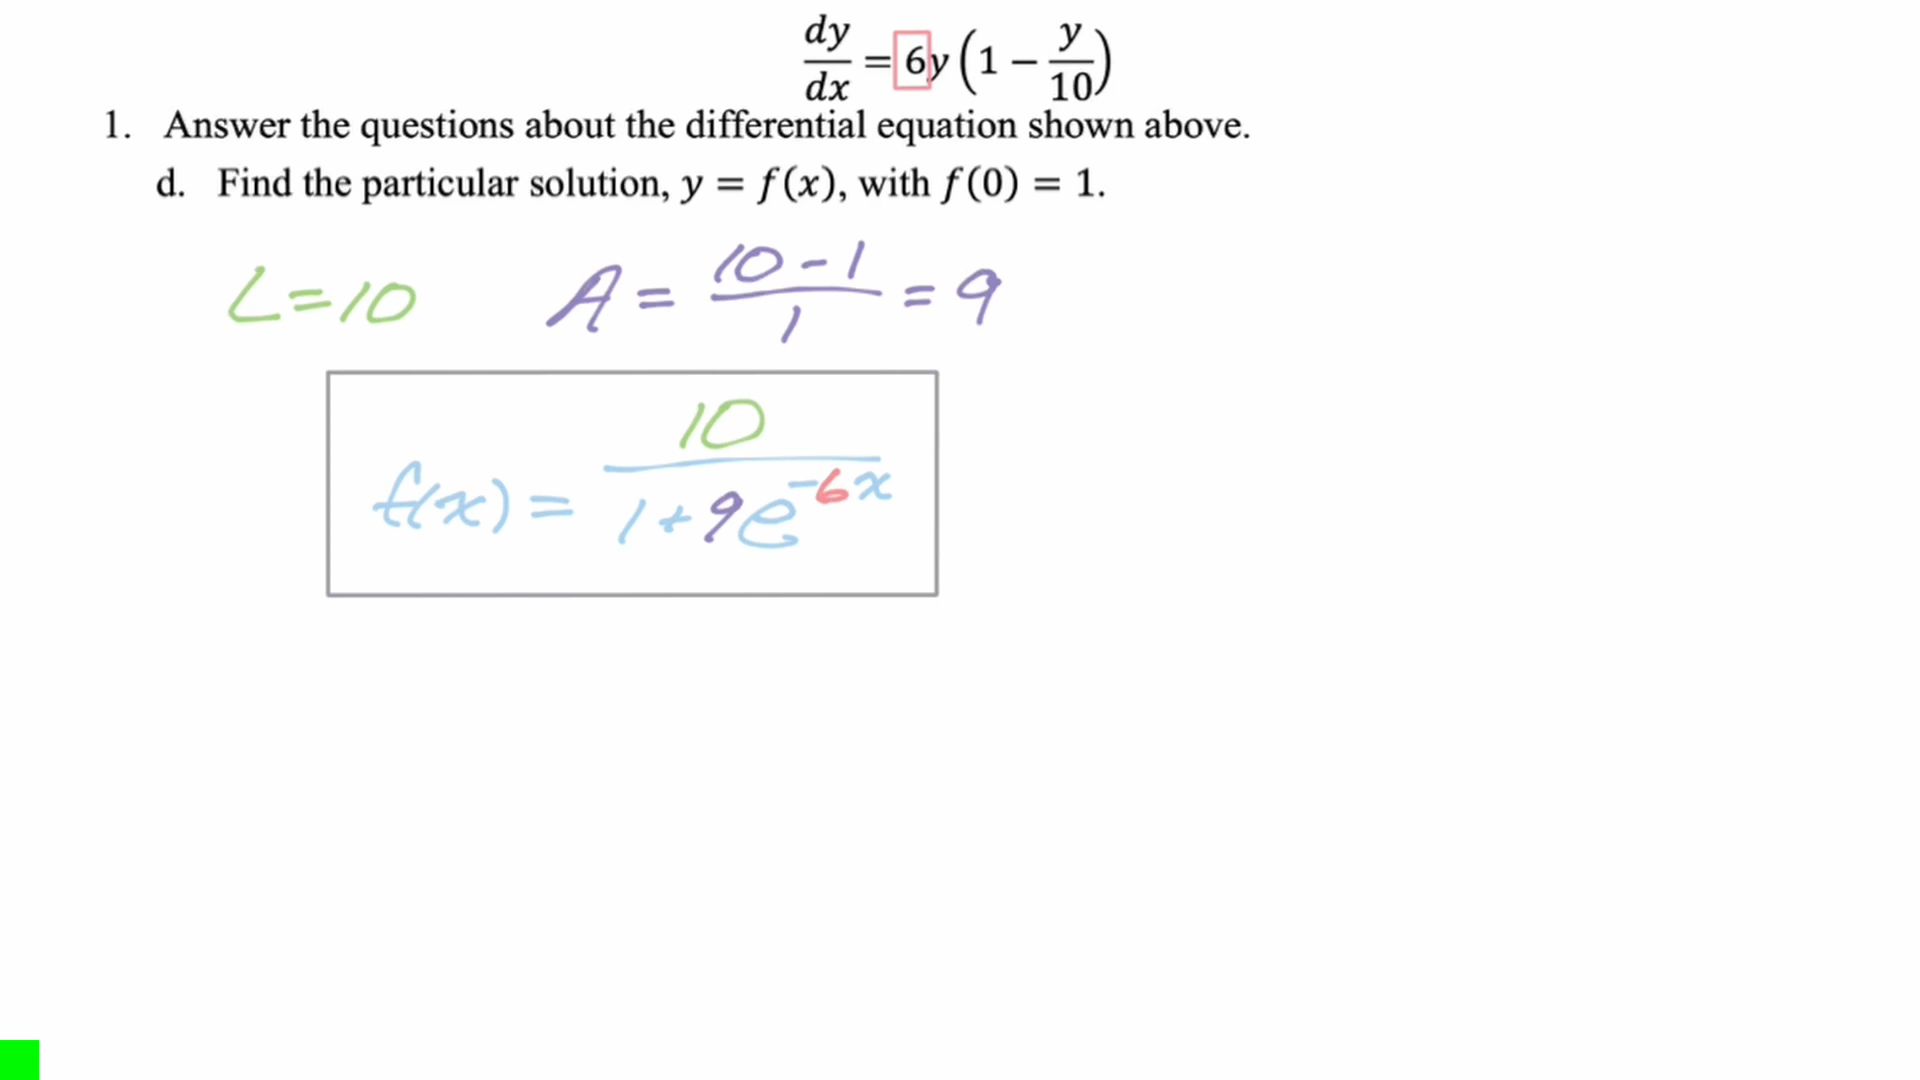 dy/dx = 6y(1 − y/10)
1. Answer the questions about the differential equation shown above.
d. Find the particular solution, y = f(x), with f(0) = 1.
L=10 A = (10-1)/1 = 9
f(x) = 10/(1+9e^(-6x))